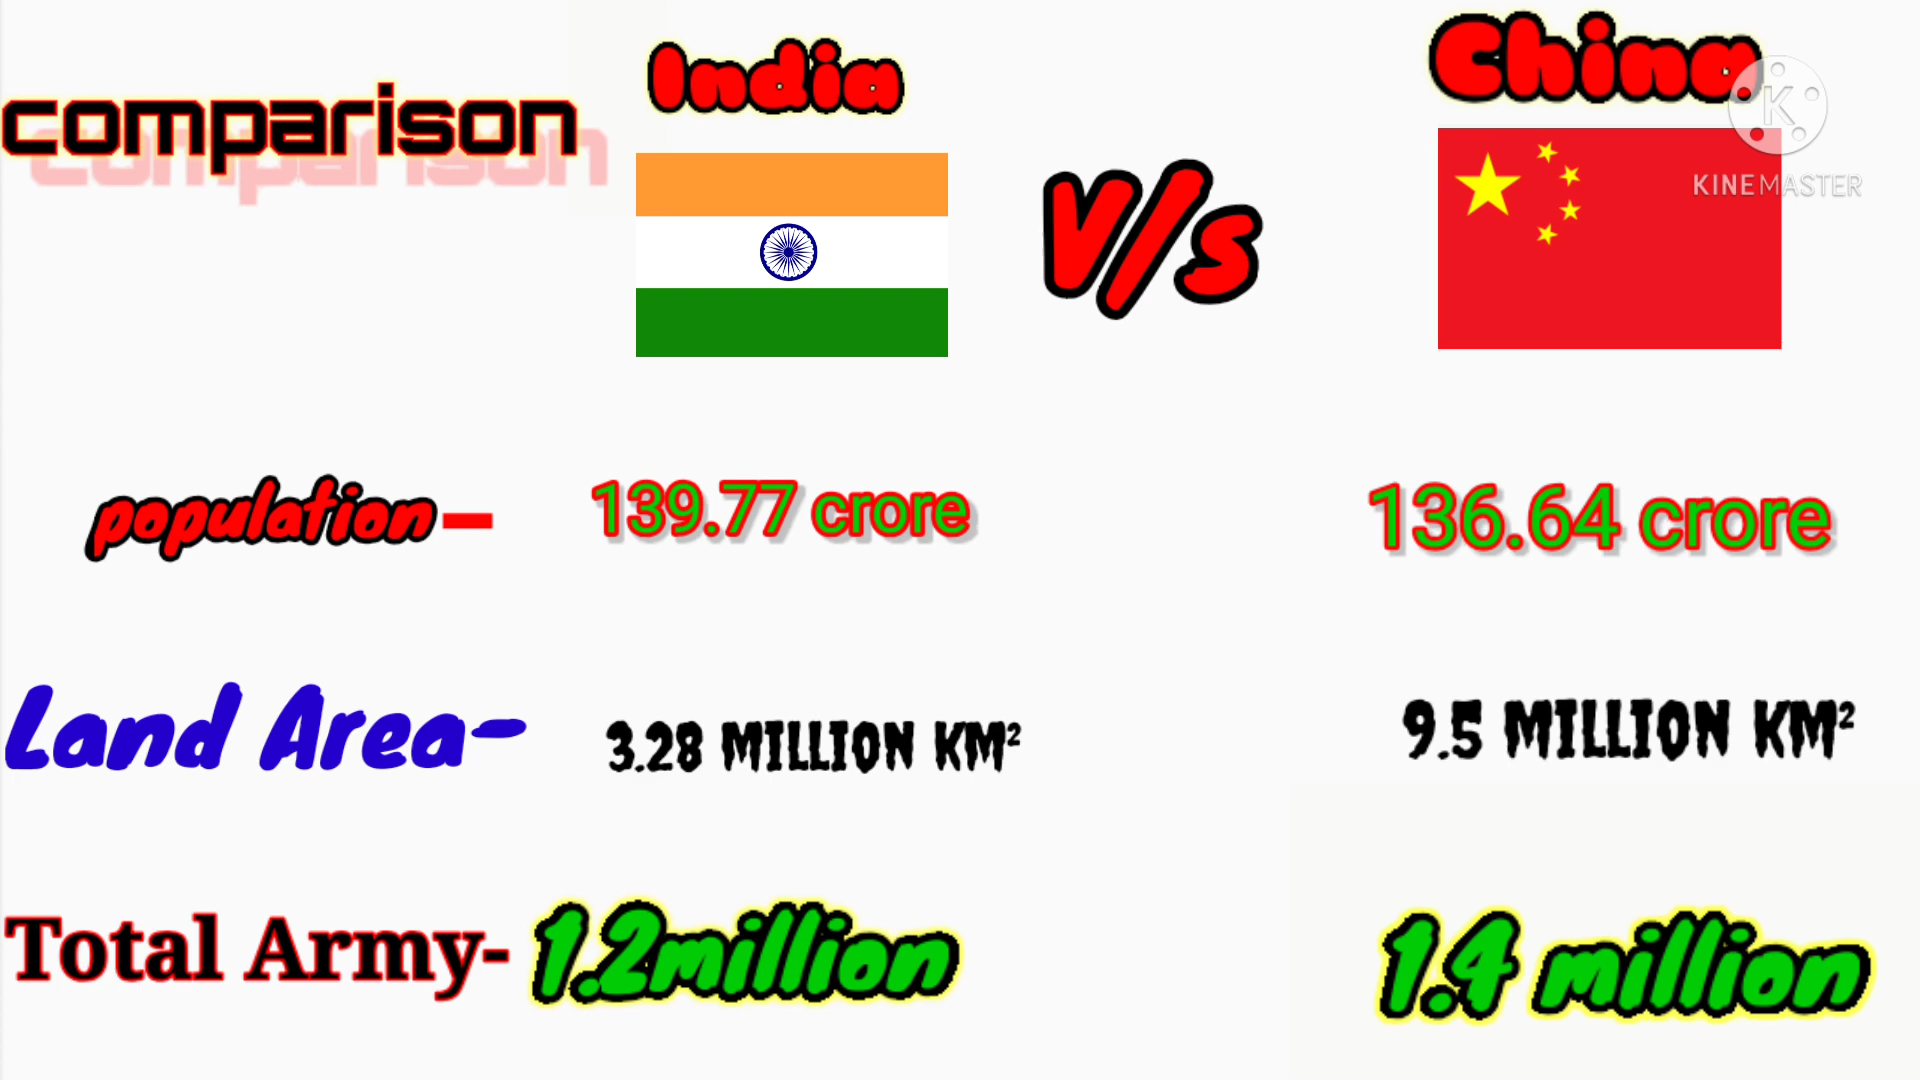 comparison
India
V/s
China
K
KINEMASTER
population-
139.77 crore
136.64 crore
Land Area-
3.28 MILLION KM²
9.5 MILLION KM²
Total Army-
1.2million
1.4 million